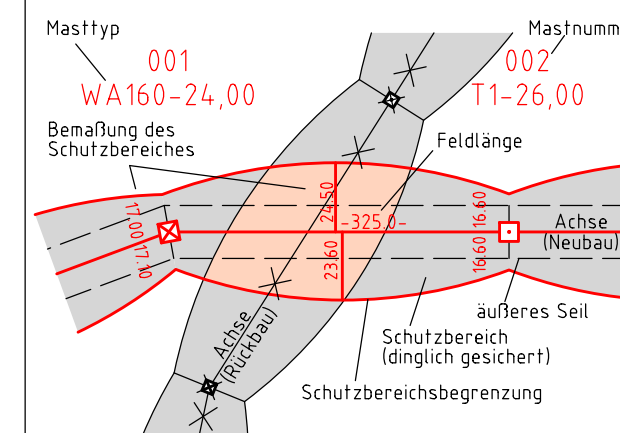 Masttyp
Mastnumm
001
002
WA160-24,00
T1-26,00
Bemaßung des
Schutzbereiches
Feldlänge
24.50
17.00
-325.0-
16.60
Achse
(Neubau)
17.10
23.60
16.60
äußeres Seil
Achse
(Rückbau)
Schutzbereich
(dinglich gesichert)
Schutzbereichsbegrenzung